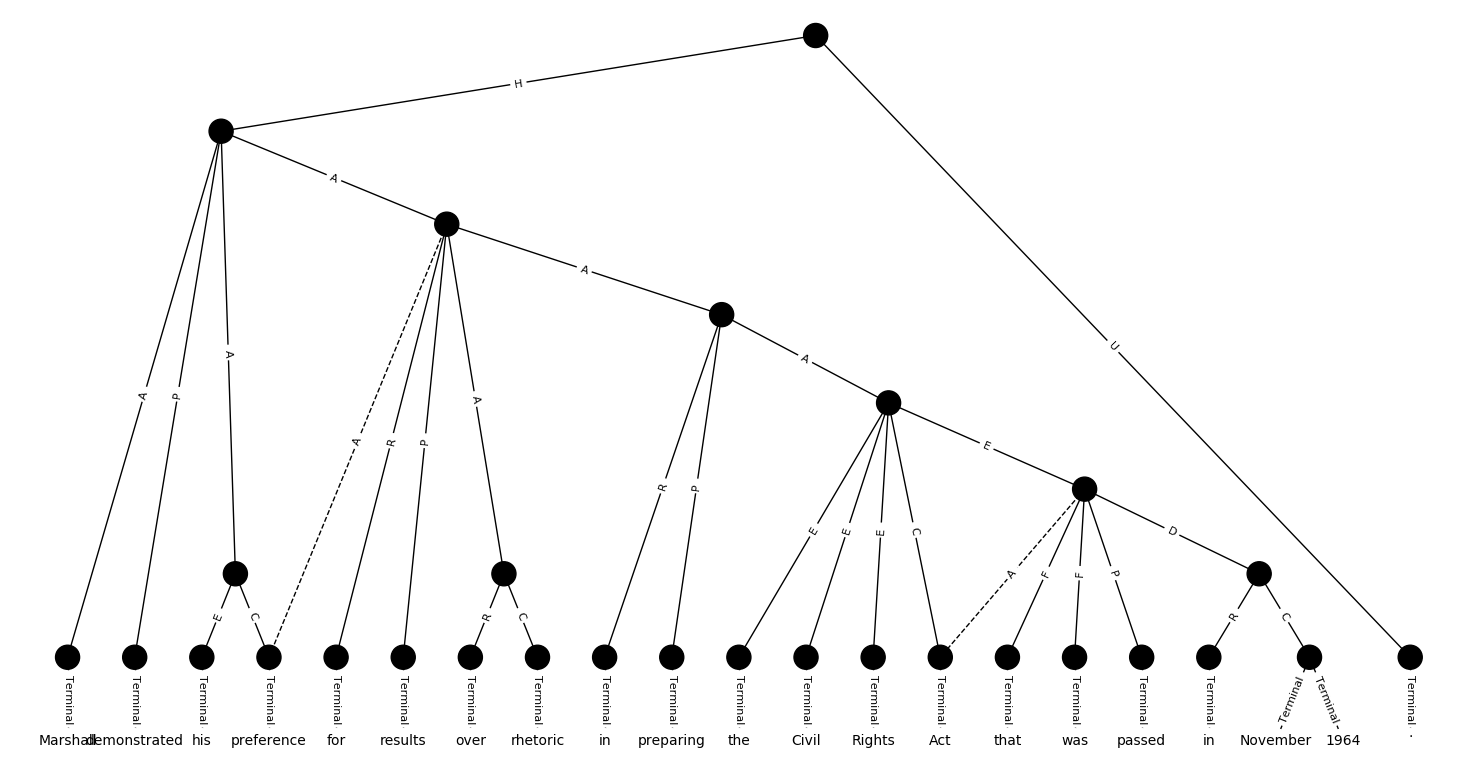 H
A
A
A
A
A
P
A
A
R
P
A
R
P
E
E
E
C
E
D
U
A
F
F
P
E
C
R
C
R
C
Terminal Terminal Terminal Terminal Terminal Terminal Terminal Terminal Terminal Terminal Terminal Terminal Terminal Terminal Terminal Terminal Terminal Terminal Terminal Terminal Terminal
Marshall demonstrated his preference for results over rhetoric in preparing the Civil Rights Act that was passed in November 1964 .